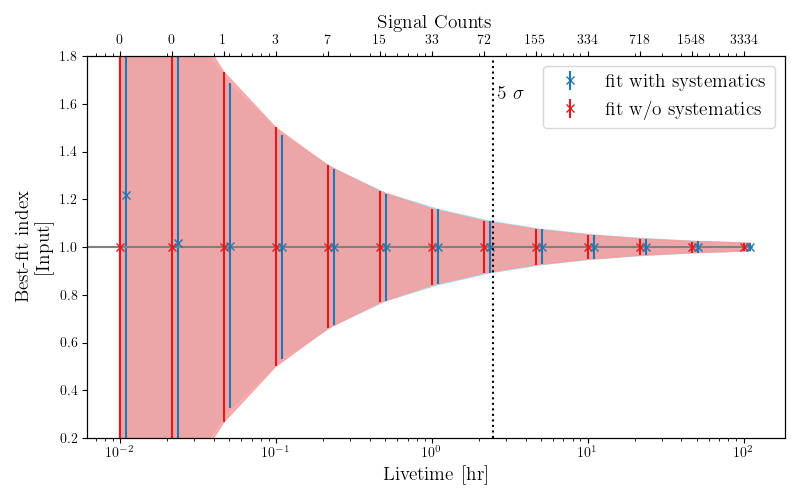 Signal Counts
0 0 1 3 7 15 33 72 155 334 718 1548 3334
1.8
1.6
1.4
1.2
1.0
0.8
0.6
0.4
0.2
Best-fit index
[Input]
5 σ
fit with systematics
fit w/o systematics
10⁻² 10⁻¹ 10⁰ 10¹ 10²
Livetime [hr]